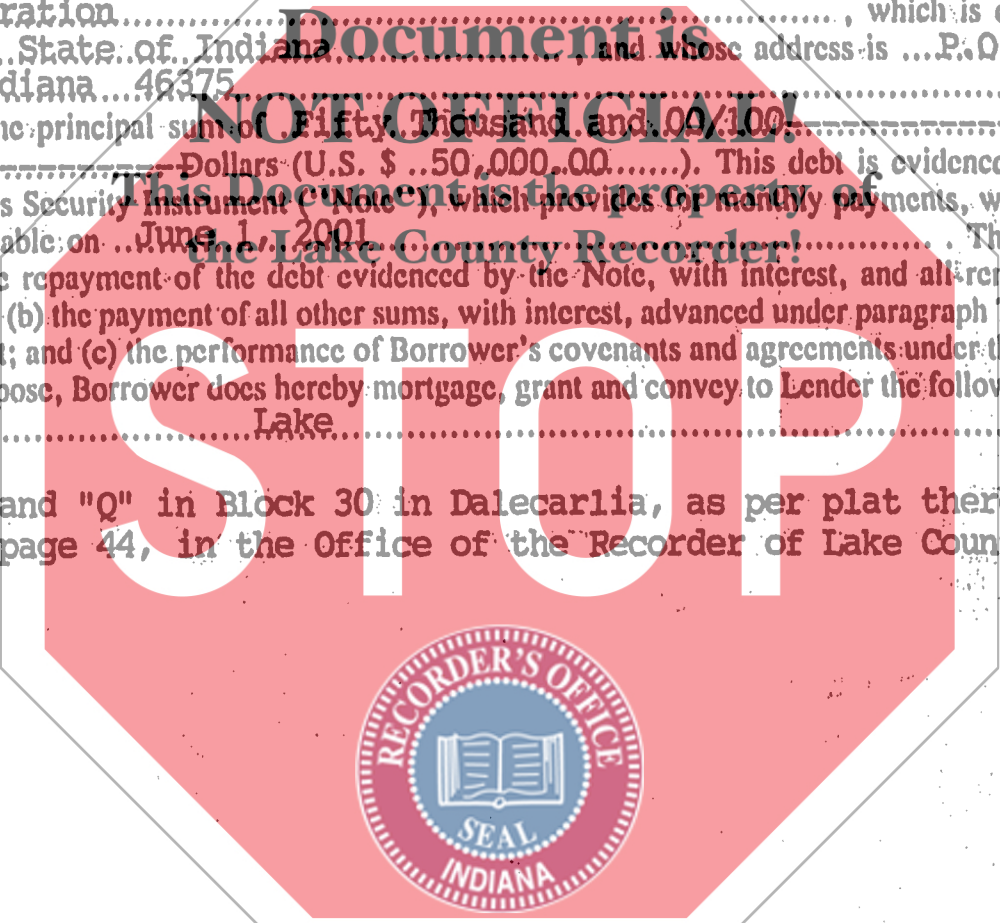 ration ................ , which is
State of Indiana , and whose address is ... P.O
diana 46375
principal sum of Fifty Thousand and 00/100
Dollars (U.S. $ ..50,000.00......). This debt is evidence
s Security Instrument ("Note"), which provides for monthly payments, w
able on ..June 1, 2001 . Th
repayment of the debt evidenced by the Note, with interest, and all ren
(b) the payment of all other sums, with interest, advanced under paragraph
; and (c) the performance of Borrower's covenants and agreements under t
pose, Borrower does hereby mortgage, grant and convey to Lender the follow
Lake
and "Q" in Block 30 in Dalecarlia, as per plat ther
page 44, in the Office of the Recorder of Lake Coun
Document is
NOT OFFICIAL!
This Document is the property of
the Lake County Recorder!
STOP
RECORDER'S OFFICE
SEAL
INDIANA